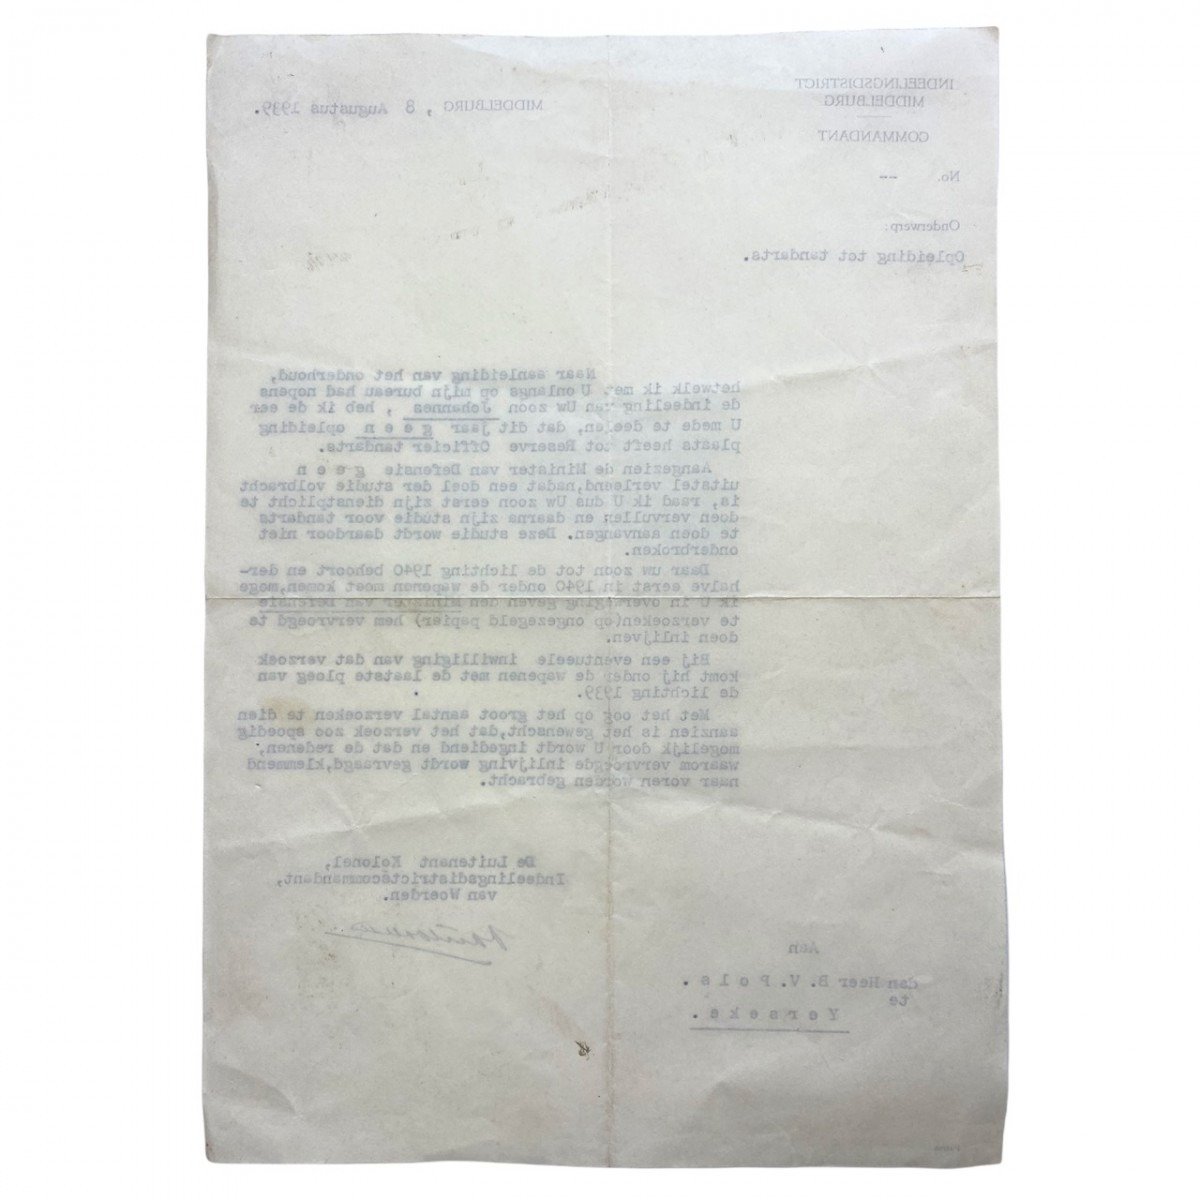 INDEELINGSDISTRICT
MIDDELBURG
COMMANDANT
No. --
Onderwerp:
Opleiding tot tandarts.
MIDDELBURG, 8 Augustus 1939.
Naar aanleiding van het onderhoud,
hetwelk ik met U onlangs op mijn bureau had nopens
de indeeling van Uw zoon Johannes , heb ik de eer
U mede te deelen, dat dit jaar g e e n opleiding
plaats heeft tot Reserve Officier tandarts.
Aangezien de Minister van Defensie g e e n
uitstel verleend,nadat een deel der studie volbracht
is, raad ik U dus Uw zoon eerst zijn dienstplicht te
doen vervullen en daarna zijn studie voor tandarts
te doen aanvangen. Deze studie wordt daardoor niet
onderbroken.
Daar uw zoon tot de lichting 1940 behoort en der-
halve eerst in 1940 onder de wapenen moet komen,moge
ik U in overweging geven den Minister van Defensie
te verzoeken(op ongezegeld papier) hem vervroegd te
doen inlijven.
Bij een eventueele inwilliging van dat verzoek
komt hij onder de wapenen met de laatste ploeg van
de lichting 1939.
Met het oog op het groot aantal verzoeken te dien
aanzien is het gewenscht,dat het verzoek zoo spoedig
mogelijk door U wordt ingediend en dat de redenen,
waarom vervroegde inlijving wordt gevraagd,klemmend
naar voren worden gebracht.
De Luitenant Kolonel,
Indeelingsdistrictscommandant,
van Woerden.
Aan
den Heer B. V. P o l s .
te
Y e r s e k e .